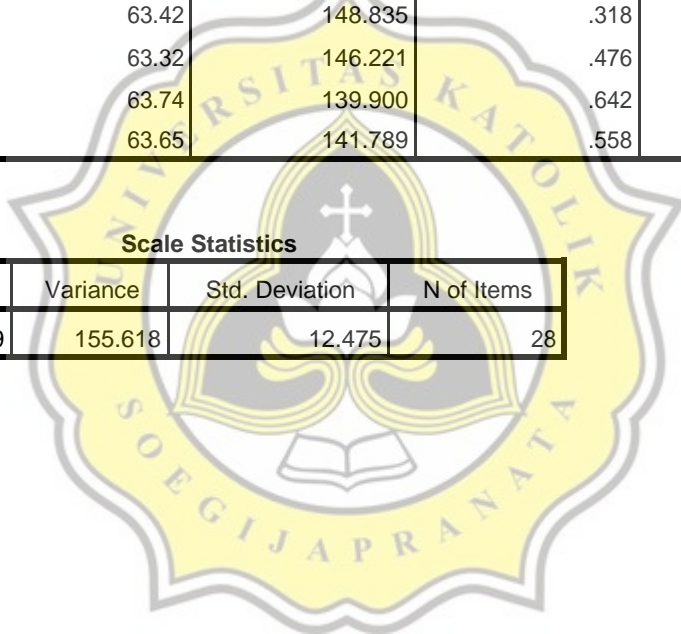 63.42 148.835 .318
63.32 146.221 .476
63.74 139.900 .642
63.65 141.789 .558
Scale Statistics
Variance Std. Deviation N of Items
155.618 12.475 28
UNIVERSITAS KATOLIK
SOEGIJAPRANATA